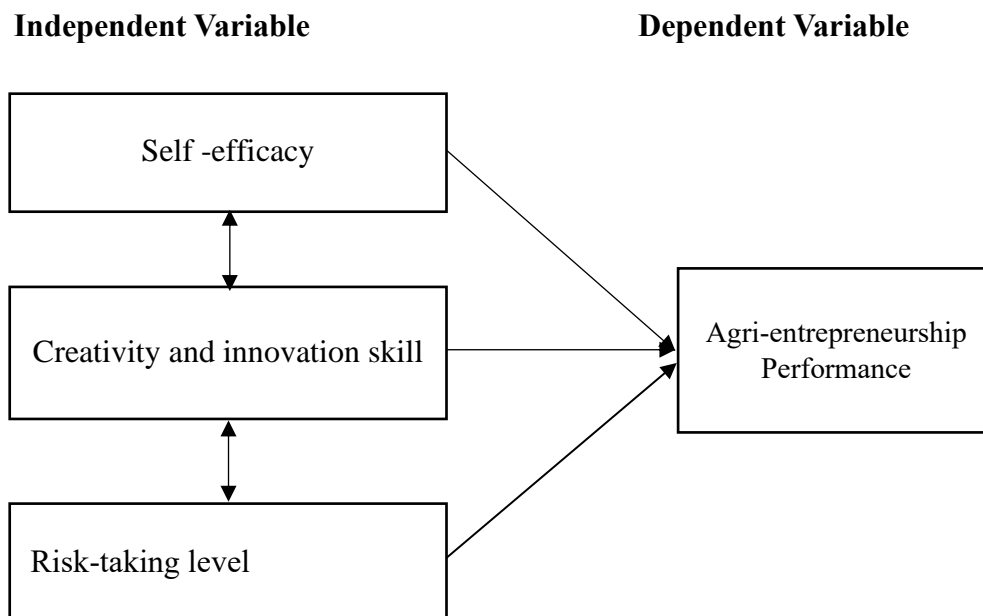 Independent Variable
Dependent Variable
Self -efficacy
Creativity and innovation skill
Agri-entrepreneurship
Performance
Risk-taking level